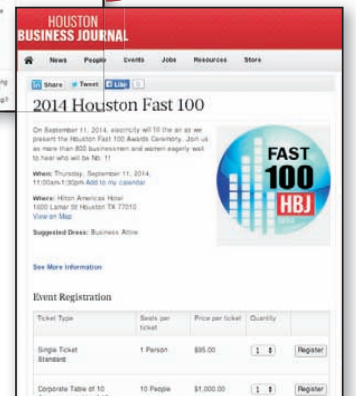 HOUSTON
BUSINESS JOURNAL
News People Events Jobs Resources Store
Share Tweet Like 0
2014 Houston Fast 100
On September 11, 2014, electricity will fill the air as we
present the Houston Fast 100 Awards Ceremony. Join us
as more than 800 businessmen and women eagerly wait
to hear who will be No. 1!
FAST
100
HBJ
When: Thursday, September 11, 2014,
11:00am-1:30pm Add to my calendar
Where: Hilton Americas Hotel
1600 Lamar St Houston TX 77010
View on Map
Suggested Dress: Business Attire
See More Information
Event Registration
Ticket Type Seats per ticket Price per ticket Quantity
Single Ticket Standard 1 Person $95.00 1 Register
Corporate Table of 10 10 People $1,000.00 1 Register